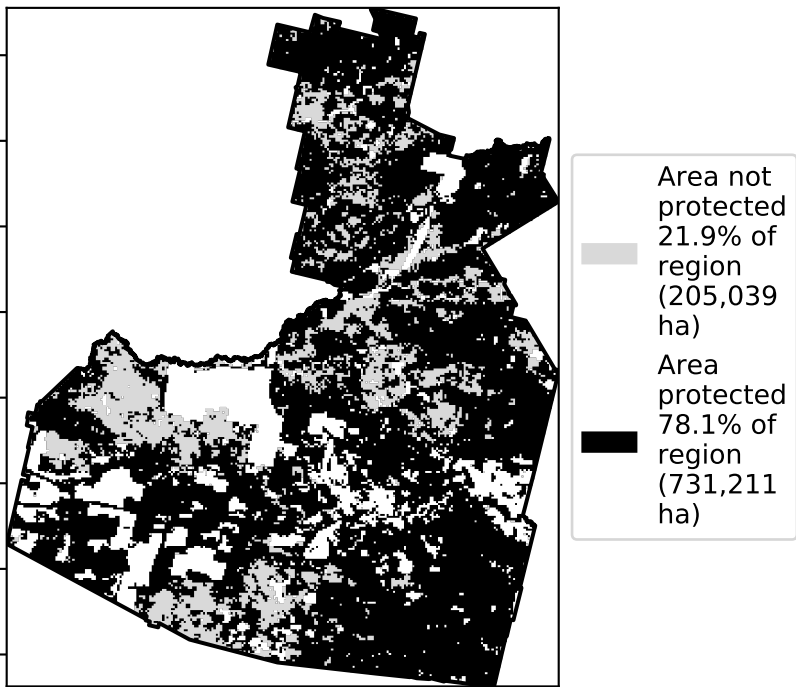 Area not
protected
21.9% of
region
(205,039
ha)
Area
protected
78.1% of
region
(731,211
ha)